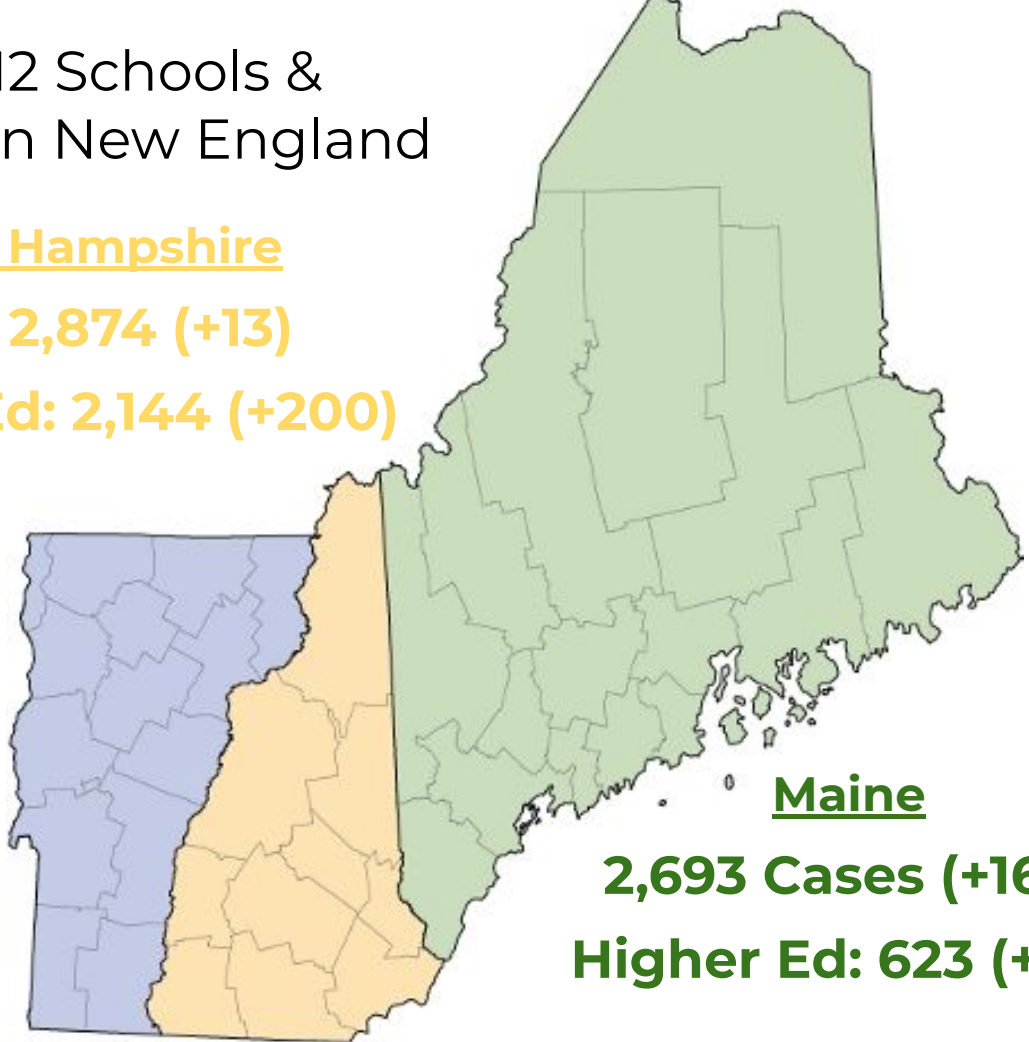 12 Schools &
n New England
Hampshire
2,874 (+13)
Ed: 2,144 (+200)
Maine
2,693 Cases (+16
Higher Ed: 623 (+